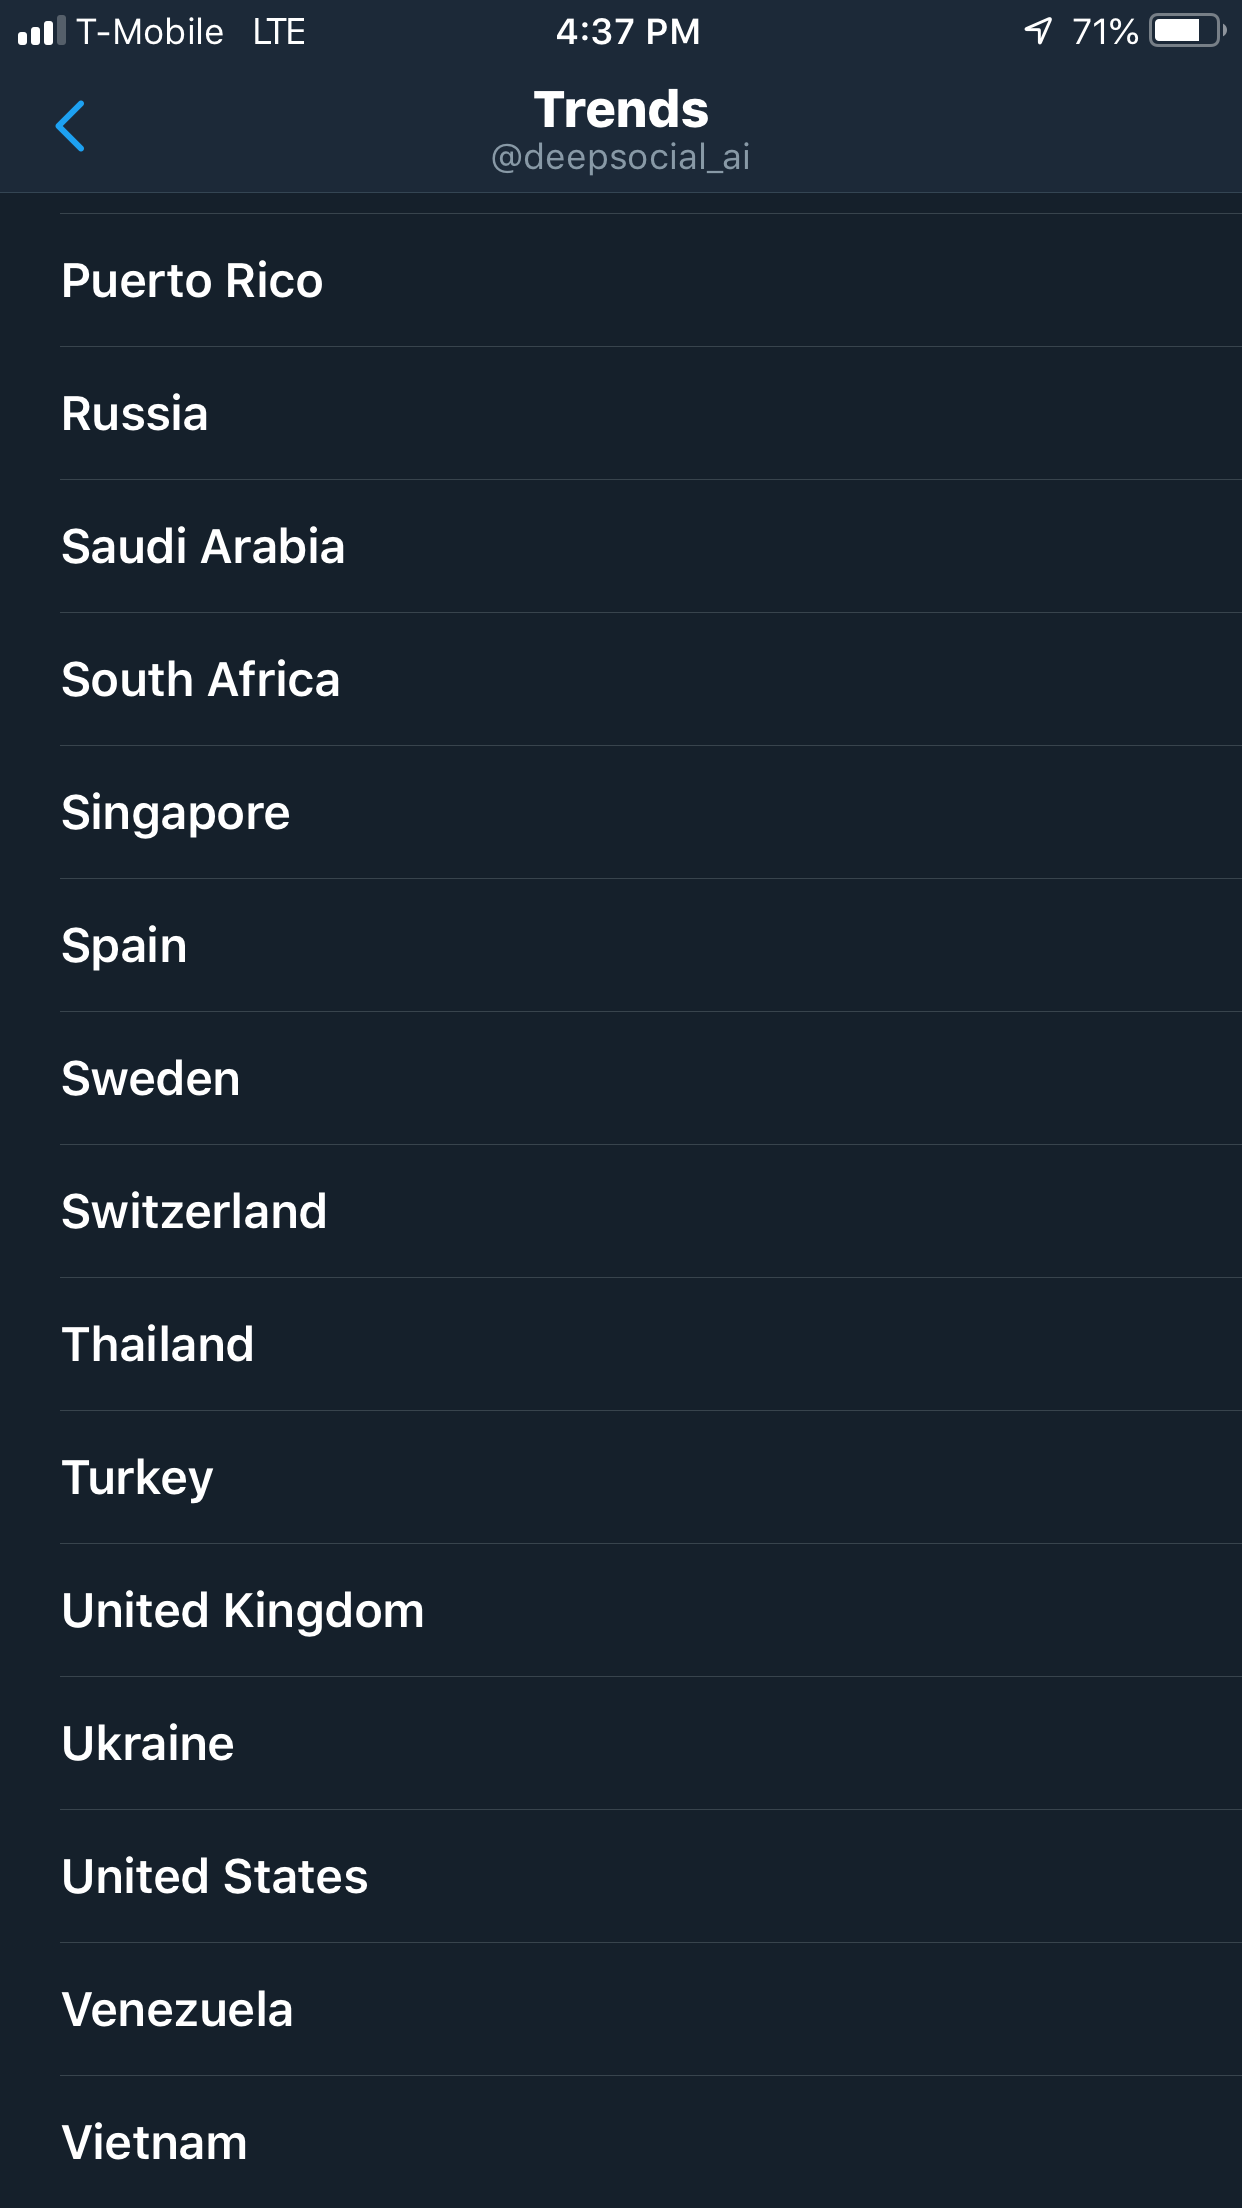 T-Mobile LTE 4:37 PM 71%
Trends
@deepsocial_ai
Puerto Rico
Russia
Saudi Arabia
South Africa
Singapore
Spain
Sweden
Switzerland
Thailand
Turkey
United Kingdom
Ukraine
United States
Venezuela
Vietnam